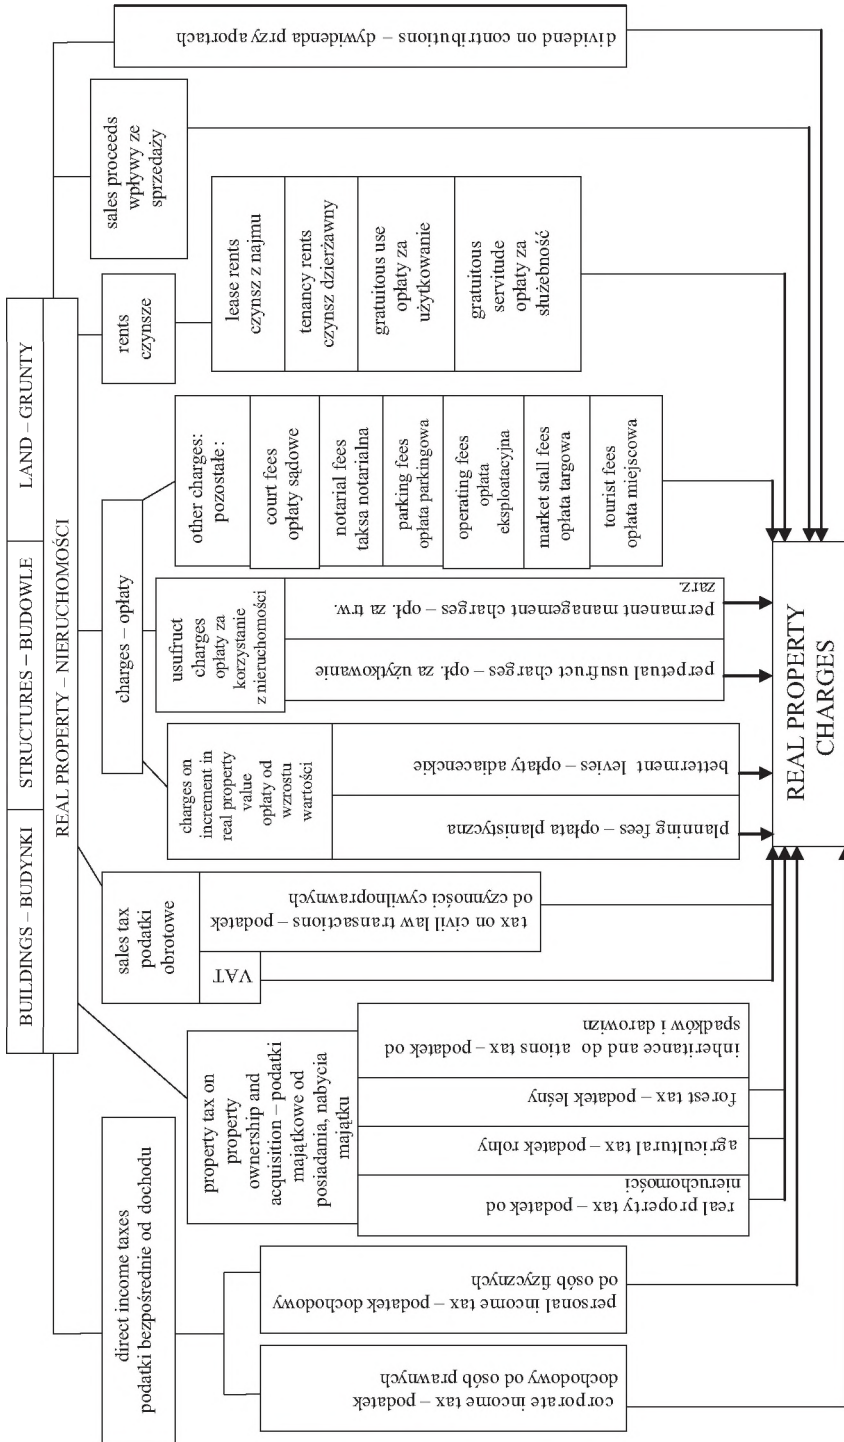 BUILDINGS – BUDYNKI
STRUCTURES – BUDOWLE
LAND – GRUNTY
REAL PROPERTY – NIERUCHOMOŚCI
direct income taxes
podatki bezpośrednie od dochodu
corporate income tax – podatek
dochodowy od osób prawnych
personal income tax – podatek dochodowy
od osób fizycznych
property tax on
property
ownership and
acquisition – podatki
majątkowe od
posiadania, nabycia
majątku
real property tax – podatek od
nieruchomości
agricultural tax – podatek rolny
forest tax – podatek leśny
inheritance and do ations tax – podatek od
spadków i darowizn
sales tax
podatki
obrotowe
VAT
tax on civil law transactions – podatek
od czynności cywilnoprawnych
charges – opłaty
charges on
increment in
real property
value
opłaty od
wzrostu
wartości
planning fees – opłata planistyczna
betterment levies – opłaty adiacenckie
usufruct
charges
opłaty za
korzystanie
z nieruchomości
perpetual usufruct charges – opł. za użytkowanie
Permanent management charges – opł. za trw.
zarz.
other charges:
pozostałe :
court fees
opłaty sądowe
notarial fees
taksa notarialna
parking fees
opłata parkingowa
operating fees
opłata
eksploatacyjna
market stall fees
opłata targowa
tourist fees
opłata miejscowa
rents
czynsze
lease rents
czynsz z najmu
tenancy rents
czynsz dzierżawny
gratuitous use
opłaty za
użytkowanie
gratuitous
servitude
opłaty za
służebność
sales proceeds
wpływy ze
sprzedaży
dividend on contributions – dywidenda przy aportach
REAL PROPERTY
CHARGES